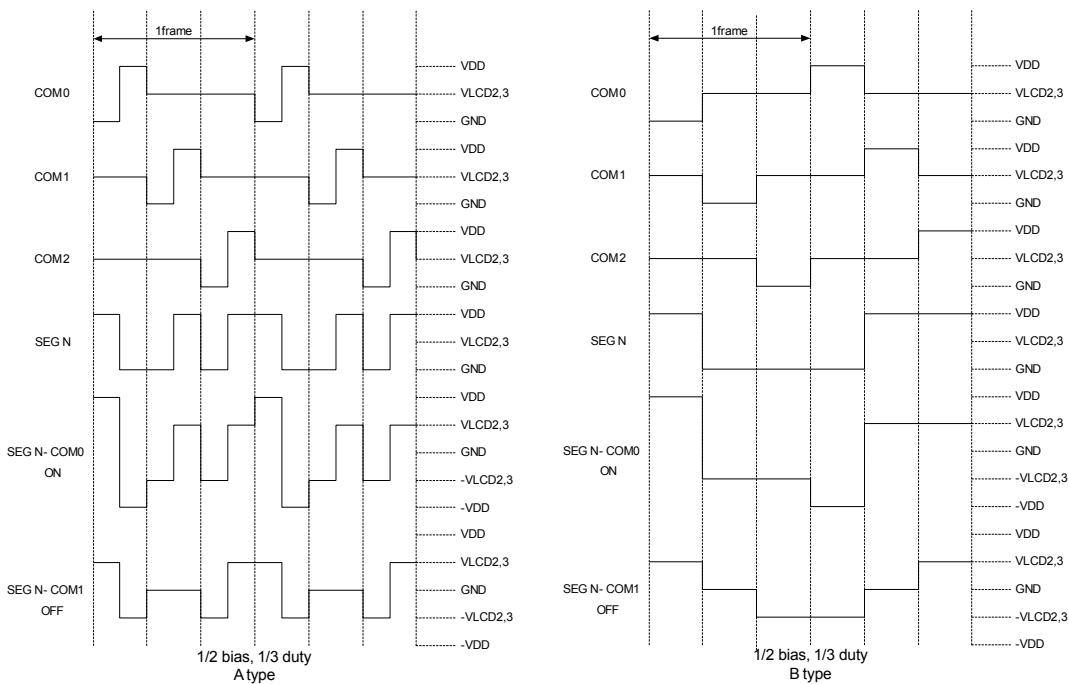 1frame
COM0
VDD
VLCD2,3
GND
COM1
VDD
VLCD2,3
GND
COM2
VDD
VLCD2,3
GND
SEG N
VDD
VLCD2,3
GND
SEG N- COM0
ON
VDD
VLCD2,3
GND
-VLCD2,3
-VDD
SEG N- COM1
OFF
VDD
VLCD2,3
GND
-VLCD2,3
-VDD
1/2 bias, 1/3 duty
A type
1frame
COM0
VDD
VLCD2,3
GND
COM1
VDD
VLCD2,3
GND
COM2
VDD
VLCD2,3
GND
SEG N
VDD
VLCD2,3
GND
SEG N- COM0
ON
VDD
VLCD2,3
GND
-VLCD2,3
-VDD
SEG N- COM1
OFF
VDD
VLCD2,3
GND
-VLCD2,3
-VDD
1/2 bias, 1/3 duty
B type